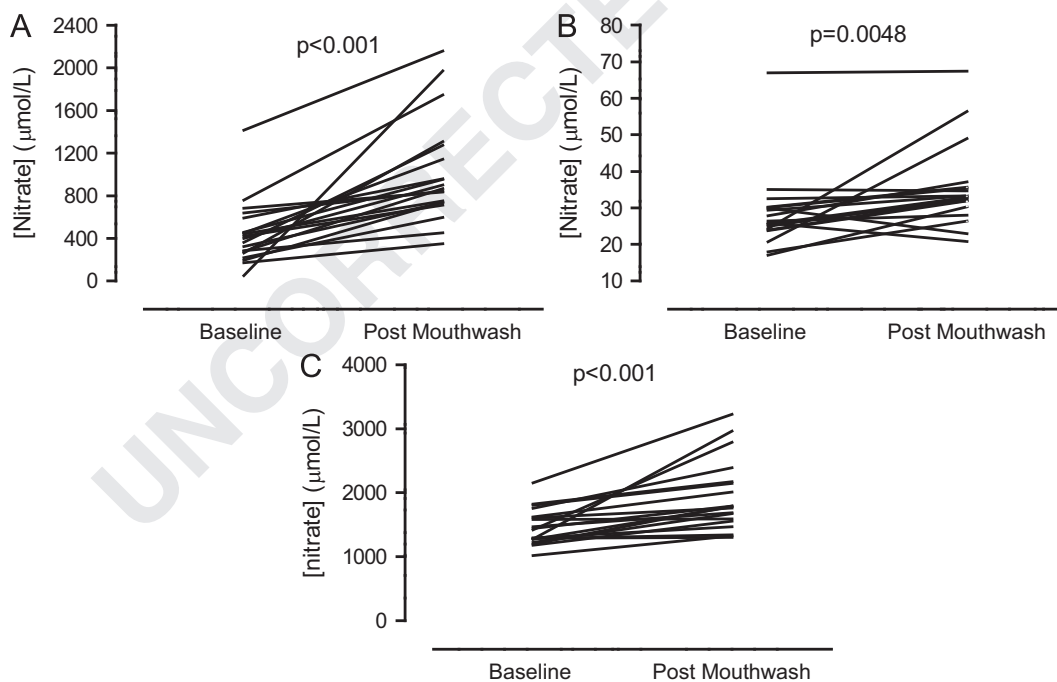 A
2400
2000
1600
1200
800
400
0
[Nitrate] (μmol/L)
p<0.001
Baseline
Post Mouthwash
B
80
70
60
50
40
30
20
10
[Nitrate] (μmol/L)
p=0.0048
Baseline
Post Mouthwash
C
4000
3000
2000
1000
0
[nitrate] (μmol/L)
p<0.001
Baseline
Post Mouthwash
UNCORRECTE